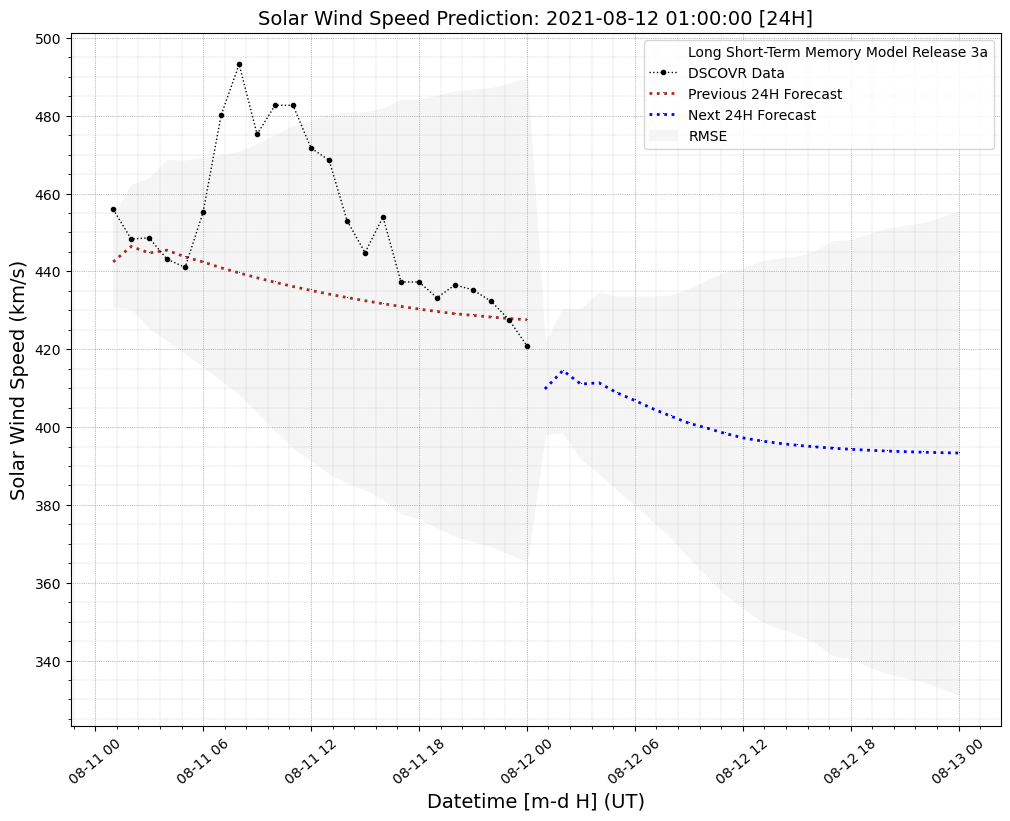 Solar Wind Speed Prediction: 2021-08-12 01:00:00 [24H]
Long Short-Term Memory Model Release 3a
DSCOVR Data
Previous 24H Forecast
Next 24H Forecast
RMSE
Solar Wind Speed (km/s)
500
480
460
440
420
400
380
360
340
08-11 00
08-11 06
08-11 12
08-11 18
08-12 00
08-12 06
08-12 12
08-12 18
08-13 00
Datetime [m-d H] (UT)